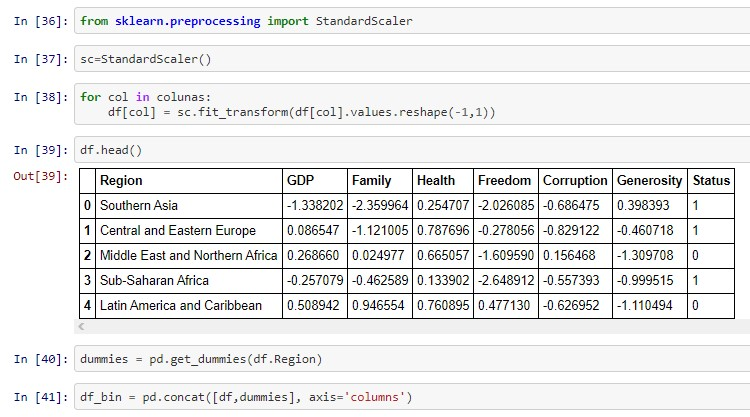 In [36]: from sklearn.preprocessing import StandardScaler
In [37]: sc=StandardScaler()
In [38]: for col in colunas:
    df[col] = sc.fit_transform(df[col].values.reshape(-1,1))
In [39]: df.head()
Out[39]:
Region GDP Family Health Freedom Corruption Generosity Status
0 Southern Asia -1.338202 -2.359964 0.254707 -2.026085 -0.686475 0.398393 1
1 Central and Eastern Europe 0.086547 -1.121005 0.787696 -0.278056 -0.829122 -0.460718 1
2 Middle East and Northern Africa 0.268660 0.024977 0.665057 -1.609590 0.156468 -1.309708 0
3 Sub-Saharan Africa -0.257079 -0.462589 0.133902 -2.648912 -0.557393 -0.999515 1
4 Latin America and Caribbean 0.508942 0.946554 0.760895 0.477130 -0.626952 -1.110494 0
In [40]: dummies = pd.get_dummies(df.Region)
In [41]: df_bin = pd.concat([df,dummies], axis='columns')